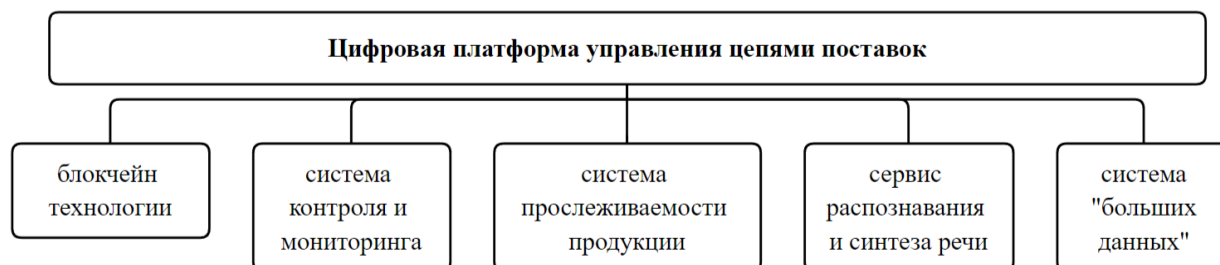 Цифровая платформа управления цепями поставок
блокчейн
технологии
система
контроля и
мониторинга
система
прослеживаемости
продукции
сервис
распознавания
и синтеза речи
система
"больших
данных"